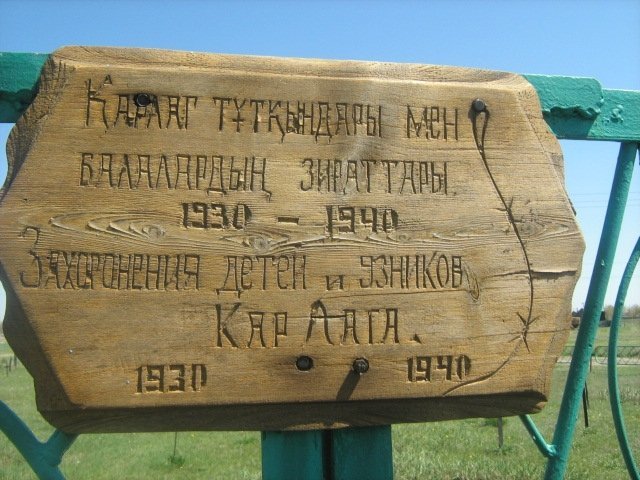 Карлаг тұтқындары мен
балалардың зираттары.
1930 - 1940
Захоронения детей и узников
КарЛага.
1930 1940